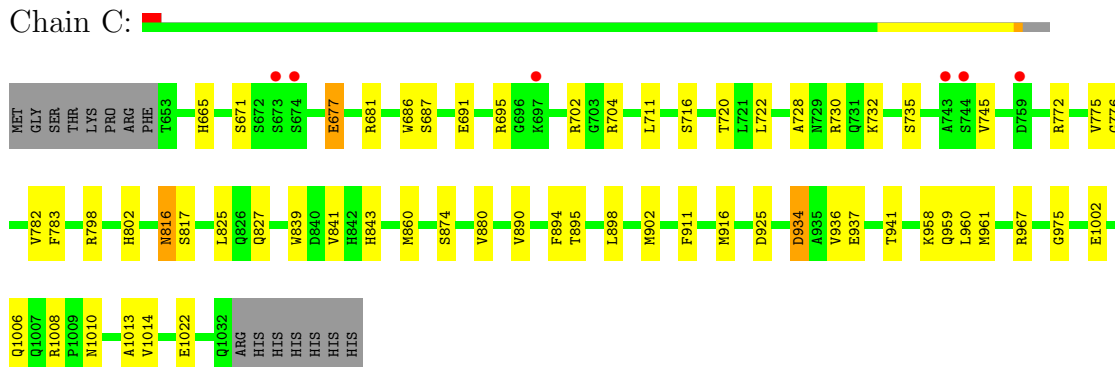 Chain C:
MET GLY SER THR LYS PRO ARG PHE T653 H665 S671 S672 S673 S674 E677 R681 W686 S687 E691 R695 G696 K697 R702 G703 R704 L711 S716 T720 L721 L722 A728 N729 R730 Q731 K732 S735 A743 S744 V745 D759 R772 V775
V782 F783 R798 H802 N816 S817 L825 Q826 Q827 W839 D840 V841 H842 H843 M860 S874 V880 V890 F894 T895 L898 M902 F911 M916 D925 D934 A935 V936 E937 T941 K958 Q959 L960 M961 R967 G975 E1002
Q1006 Q1007 R1008 P1009 N1010 A1013 V1014 E1022 Q1032 ARG HIS HIS HIS HIS HIS HIS